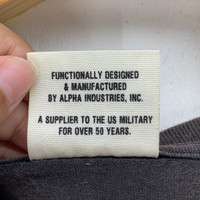 FUNCTIONALLY DESIGNED
& MANUFACTURED
BY ALPHA INDUSTRIES, INC.
A SUPPLIER TO THE US MILITARY
FOR OVER 50 YEARS.